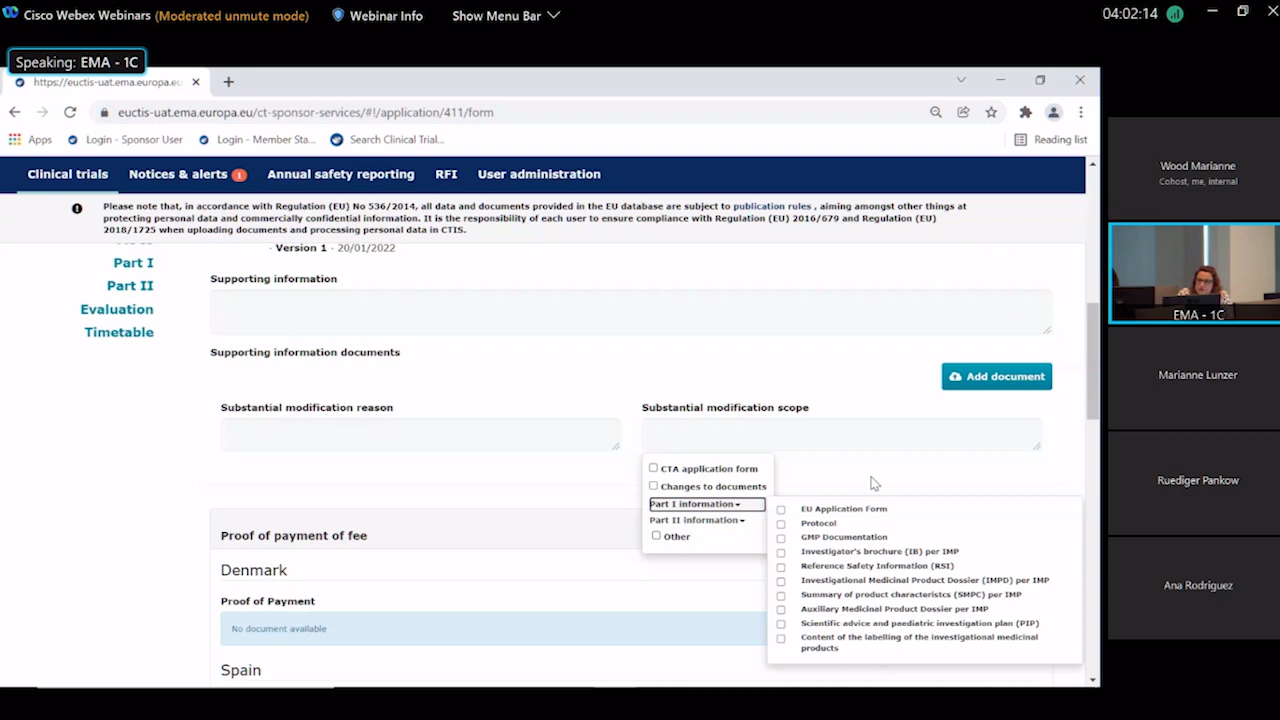 Cisco Webex Webinars (Moderated unmute mode) Webinar Info Show Menu Bar 04:02:14
Speaking: EMA - 1C
https://euctis-uat.ema.europa.eu
euctis-uat.ema.europa.eu/ct-sponsor-services/#!/application/411/form
Apps Login - Sponsor User Login - Member Sta... Search Clinical Trial... Reading list
Clinical trials Notices & alerts 1 Annual safety reporting RFI User administration
Please note that, in accordance with Regulation (EU) No 536/2014, all data and documents provided in the EU database are subject to publication rules , aiming amongst other things at
protecting personal data and commercially confidential information. It is the responsibility of each user to ensure compliance with Regulation (EU) 2016/679 and Regulation (EU)
2018/1725 when uploading documents and processing personal data in CTIS.
- Version 1 - 20/01/2022
Part I
Part II
Evaluation
Timetable
Supporting information
Supporting information documents
Add document
Substantial modification reason
Substantial modification scope
CTA application form
Changes to documents
Part I information
Part II information
Other
EU Application Form
Protocol
GMP Documentation
Investigator's brochure (IB) per IMP
Reference Safety Information (RSI)
Investigational Medicinal Product Dossier (IMPD) per IMP
Summary of product characteristcs (SMPC) per IMP
Auxiliary Medicinal Product Dossier per IMP
Scientific advice and paediatric investigation plan (PIP)
Content of the labelling of the investigational medicinal
products
Proof of payment of fee
Denmark
Proof of Payment
No document available
Spain
Wood Marianne
Cohost, me, internal
EMA - 1C
Marianne Lunzer
Ruediger Pankow
Ana Rodriguez